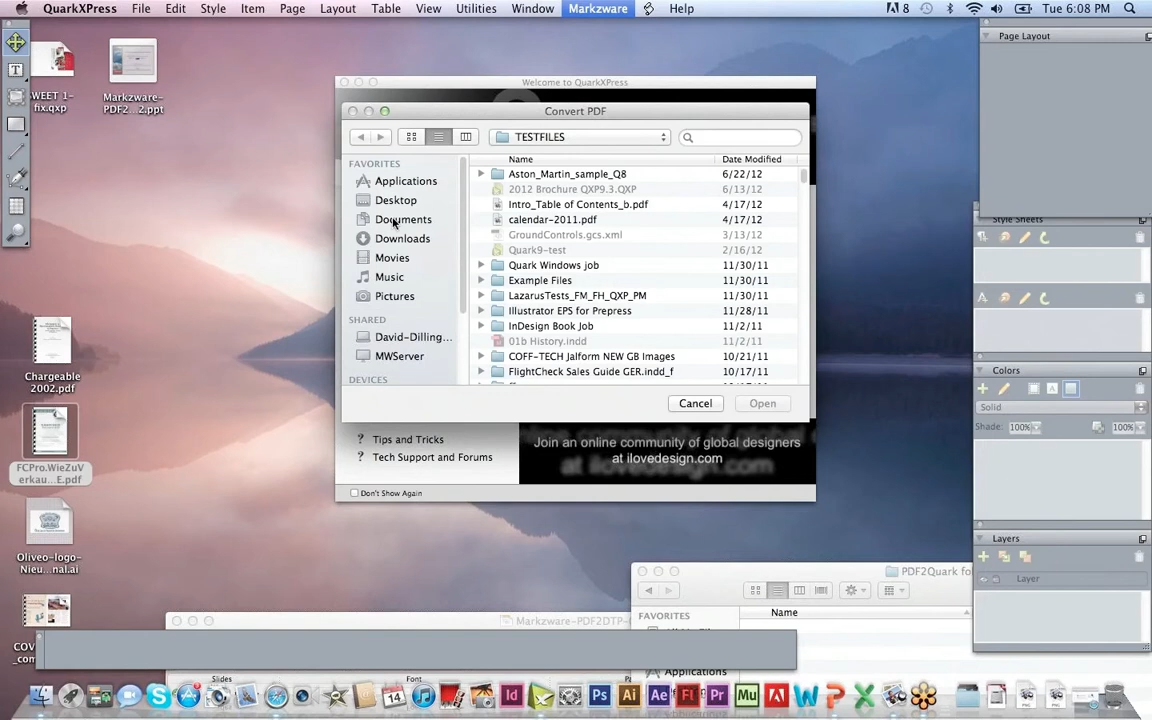 QuarkXPress File Edit Style Item Page Layout Table View Utilities Window Markzware Help 8 Tue 6:08 PM
WEET 1-
fix.qxp
Markzware-
PDF2...2.ppt
Chargeable
2002.pdf
FCPro.WieZuV
erkau...E.pdf
Oliveo-logo-
Nieu...nal.ai
COV
_com
Welcome to QuarkXPress
Convert PDF
TESTFILES
FAVORITES
Applications
Desktop
Documents
Downloads
Movies
Music
Pictures
SHARED
David-Dilling...
MWServer
DEVICES
Name Date Modified
Aston_Martin_sample_Q8 6/22/12
2012 Brochure QXP9.3.QXP 6/13/12
Intro_Table of Contents_b.pdf 4/17/12
calendar-2011.pdf 4/17/12
GroundControls.gcs.xml 3/13/12
Quark9-test 2/16/12
Quark Windows job 11/30/11
Example Files 11/30/11
LazarusTests_FM_FH_QXP_PM 11/30/11
Illustrator EPS for Prepress 11/28/11
InDesign Book Job 11/2/11
01b History.indd 11/2/11
COFF-TECH Jalform NEW GB Images 10/21/11
FlightCheck Sales Guide GER.indd_f 10/17/11
Cancel Open
? Tips and Tricks
? Tech Support and Forums
Join an online community of global designers
at ilovedesign.com
Don't Show Again
Page Layout
Style Sheets
Colors
Solid
Shade: 100% 100%
Layers
Layer
PDF2Quark fo
FAVORITES
Name
Applications
Markzware-PDF2DTP-
Slides Font